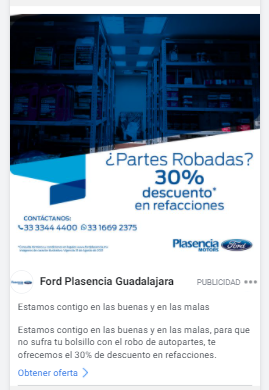 ¿Partes Robadas?
30%
descuento*
en refacciones
CONTÁCTANOS:
33 3344 4400 33 1669 2375
Plasencia
MOTORS
Ford
Ford Plasencia Guadalajara
PUBLICIDAD
Estamos contigo en las buenas y en las malas
Estamos contigo en las buenas y en las malas, para que
no sufra tu bolsillo con el robo de autopartes, te
ofrecemos el 30% de descuento en refacciones.
Obtener oferta